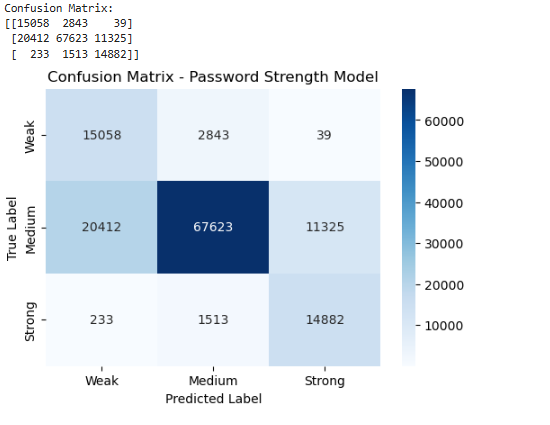 Confusion Matrix:
[[15058  2843    39]
 [20412 67623 11325]
 [  233  1513 14882]]
Confusion Matrix - Password Strength Model
True Label
Weak
15058 2843 39
Medium
20412 67623 11325
Strong
233 1513 14882
Weak Medium Strong
Predicted Label
60000
50000
40000
30000
20000
10000